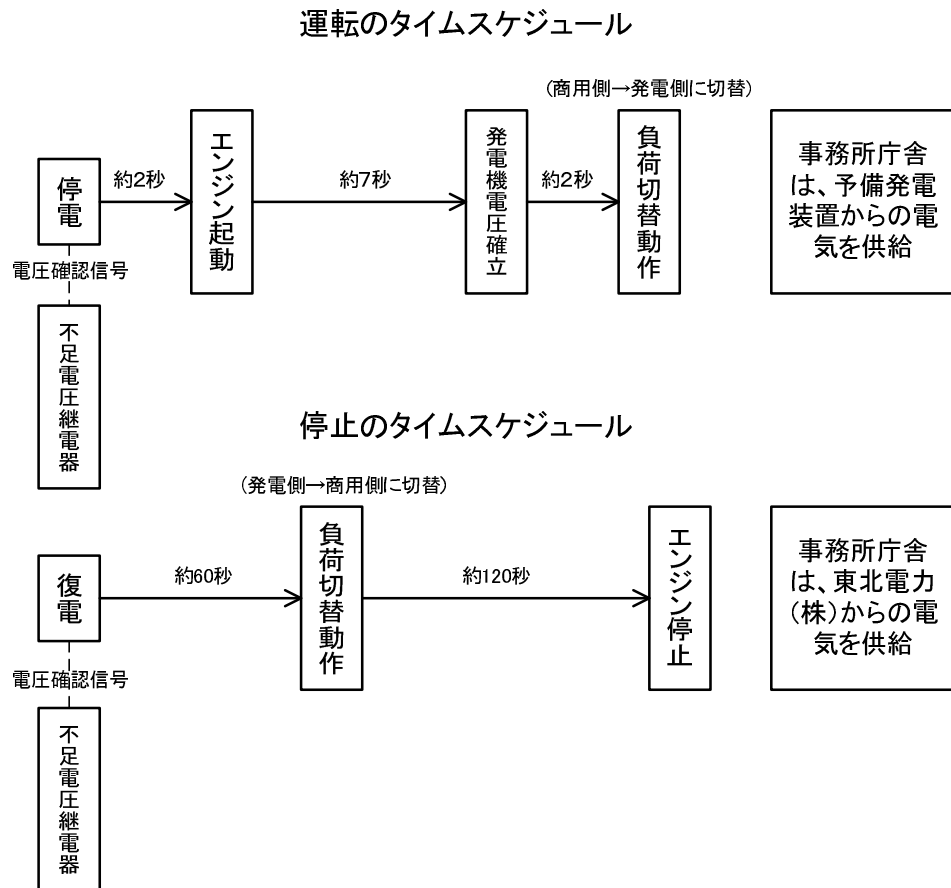 運転のタイムスケジュール
(商用側→発電側に切替)
停電
約2秒
エンジン起動
約7秒
発電機電圧確立
約2秒
負荷切替動作
事務所庁舎
は、予備発電
装置からの電
気を供給
電圧確認信号
不足電圧継電器
停止のタイムスケジュール
(発電側→商用側に切替)
復電
約60秒
負荷切替動作
約120秒
エンジン停止
事務所庁舎
は、東北電力
(株)からの電
気を供給
電圧確認信号
不足電圧継電器